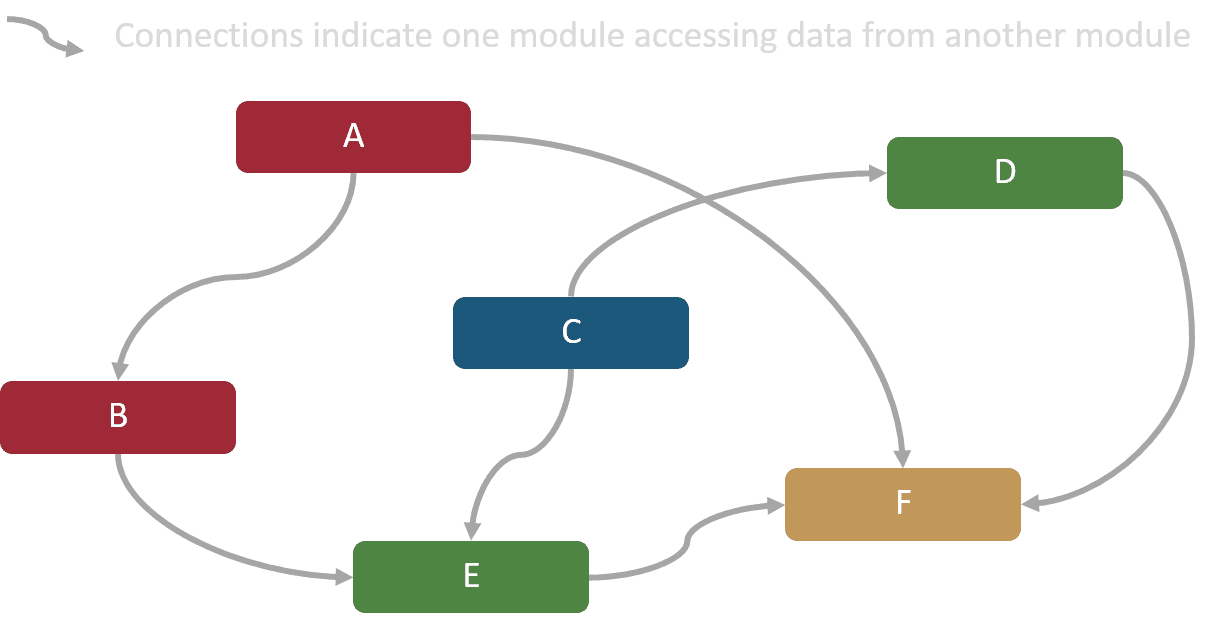 Connections indicate one module accessing data from another module
A
D
C
B
F
E